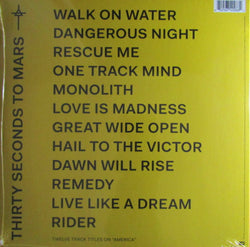 THIRTY SECONDS TO MARS
WALK ON WATER
DANGEROUS NIGHT
RESCUE ME
ONE TRACK MIND
MONOLITH
LOVE IS MADNESS
GREAT WIDE OPEN
HAIL TO THE VICTOR
DAWN WILL RISE
REMEDY
LIVE LIKE A DREAM
RIDER
TWELVE TRACK TITLES ON "AMERICA"